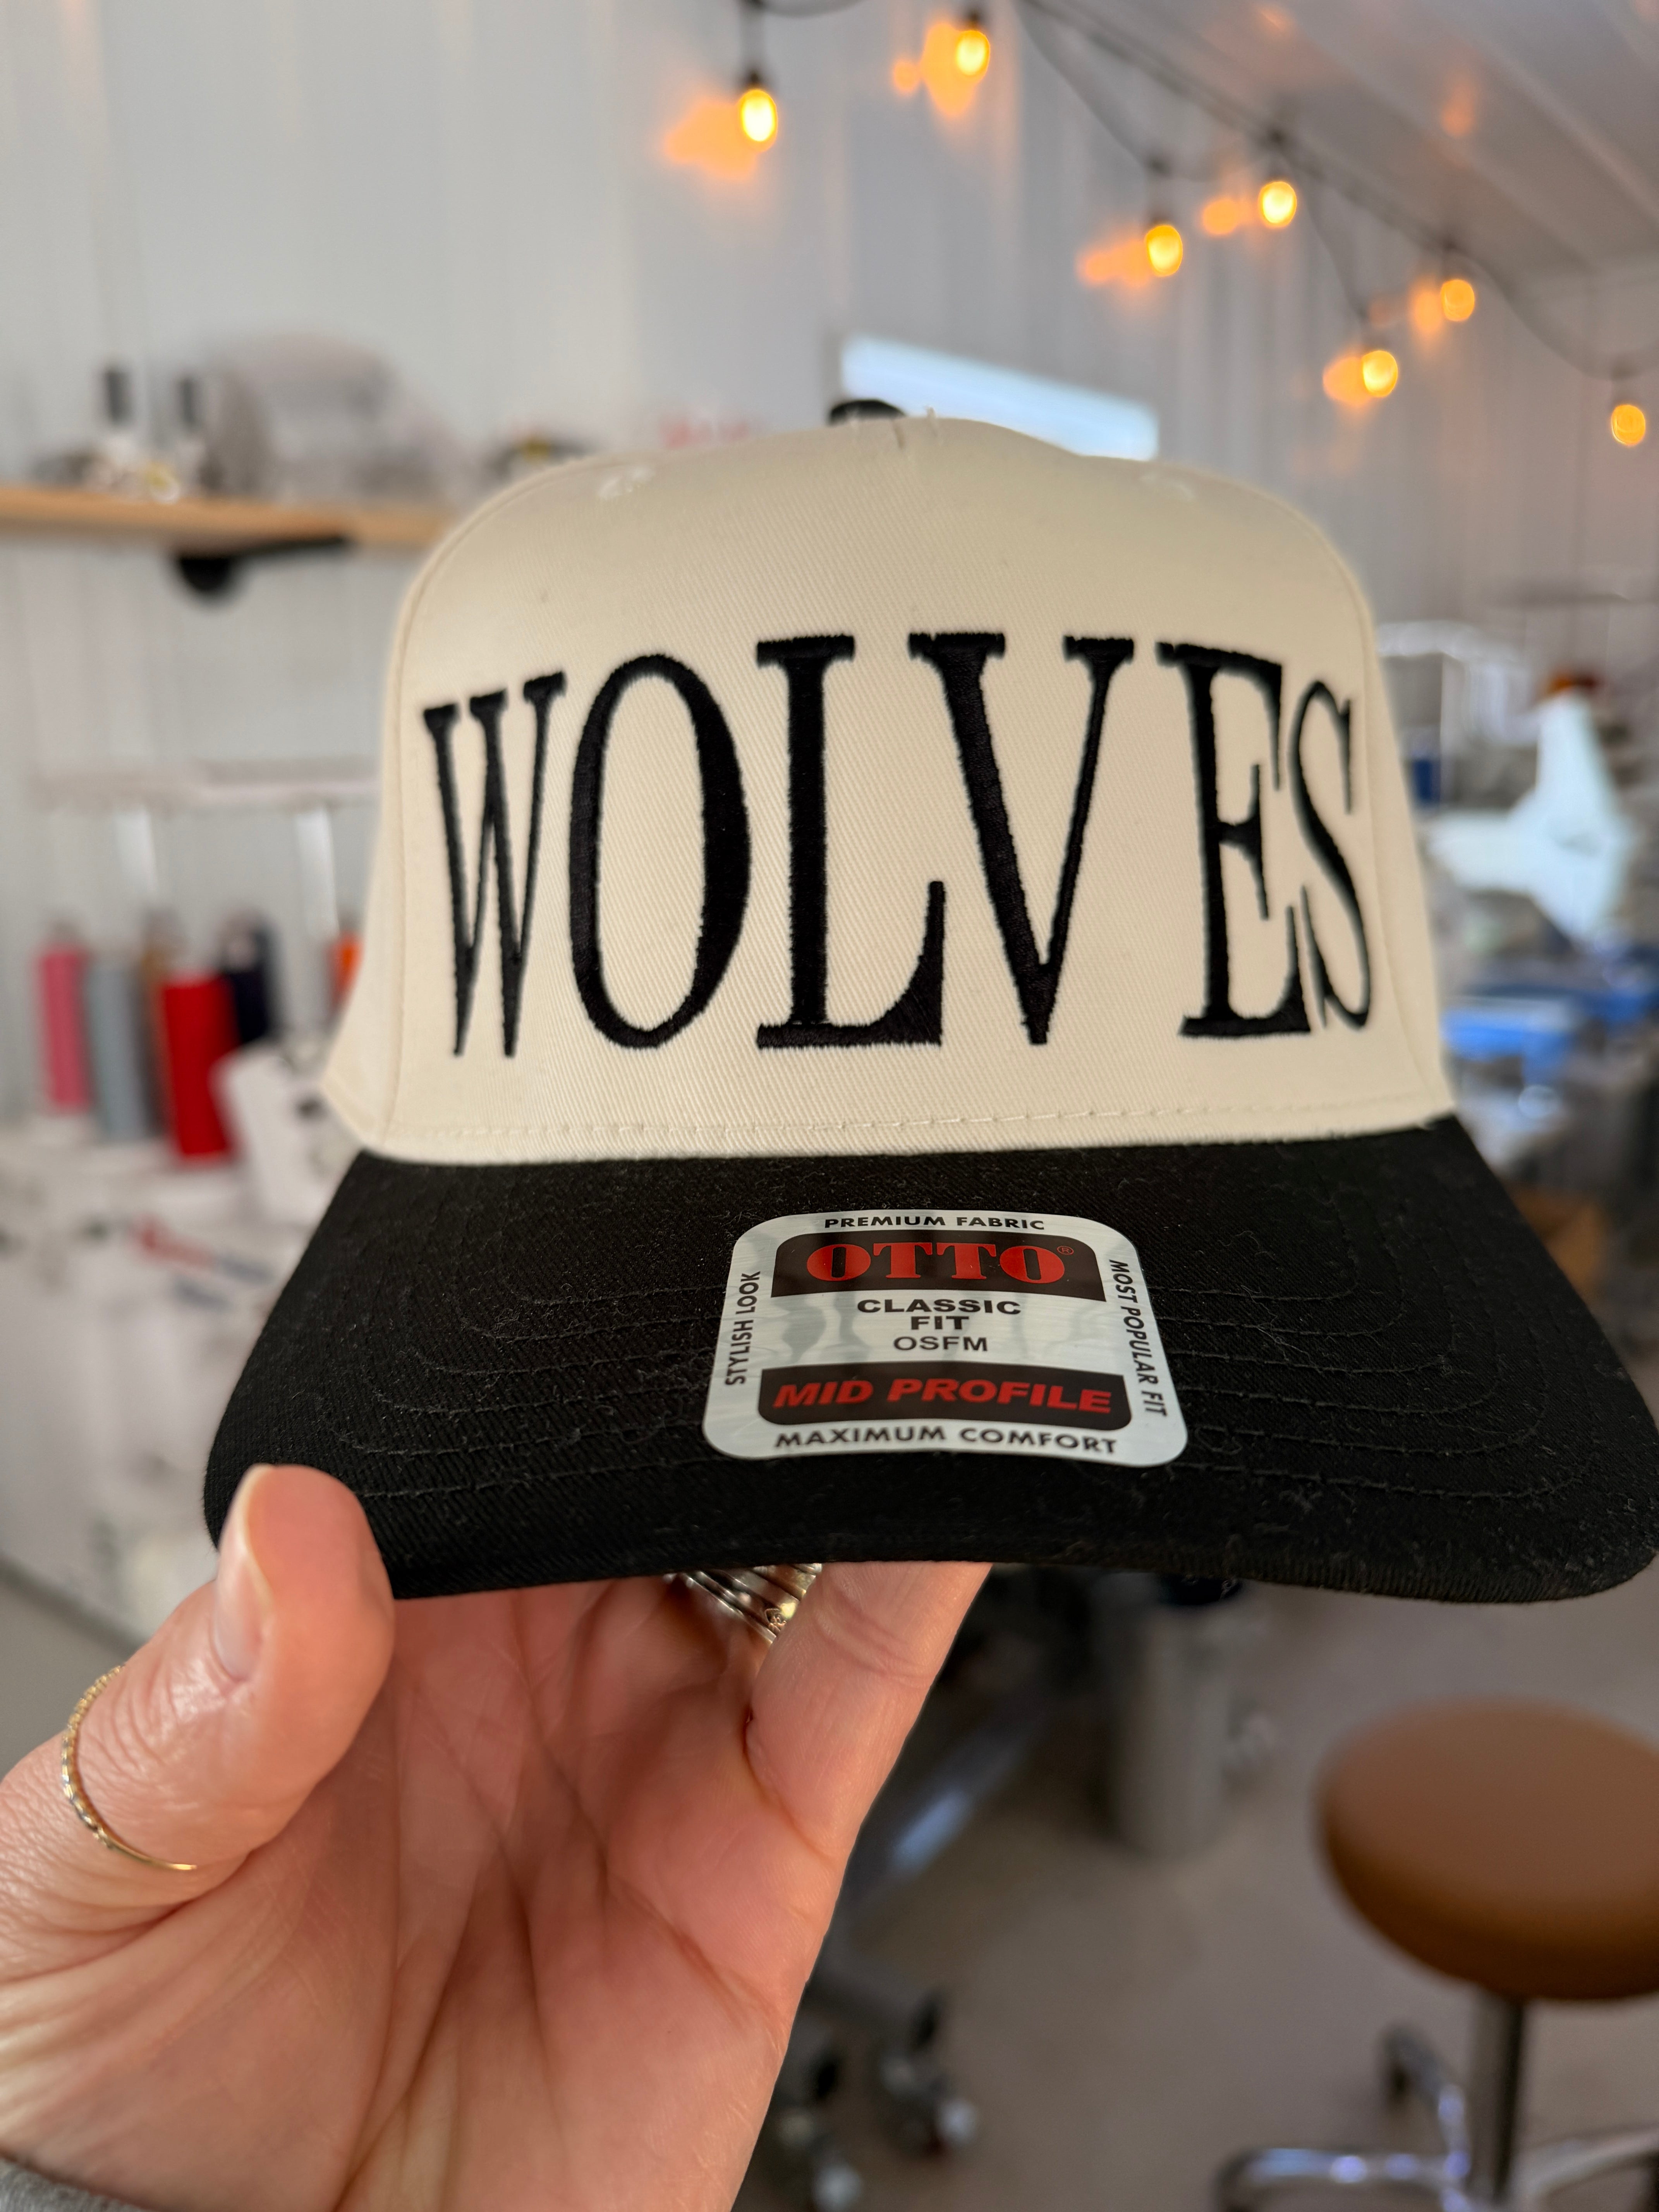 WOLVES
PREMIUM FABRIC
OTTO®
STYLISH LOOK
CLASSIC
FIT
OSFM
MOST POPULAR FIT
MID PROFILE
MAXIMUM COMFORT